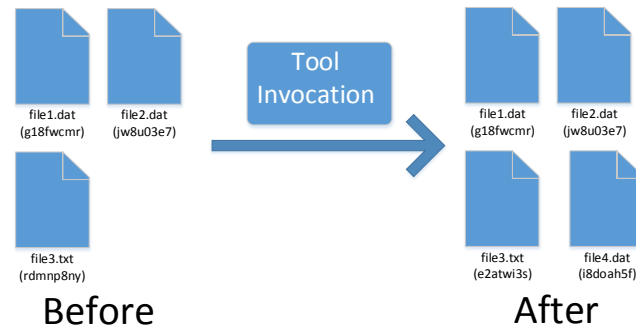 file1.dat
(g18fwcmr)
file2.dat
(jw8u03e7)
file3.txt
(rdmnp8ny)
Before
Tool
Invocation
file1.dat
(g18fwcmr)
file2.dat
(jw8u03e7)
file3.txt
(e2atwi3s)
file4.dat
(i8doah5f)
After